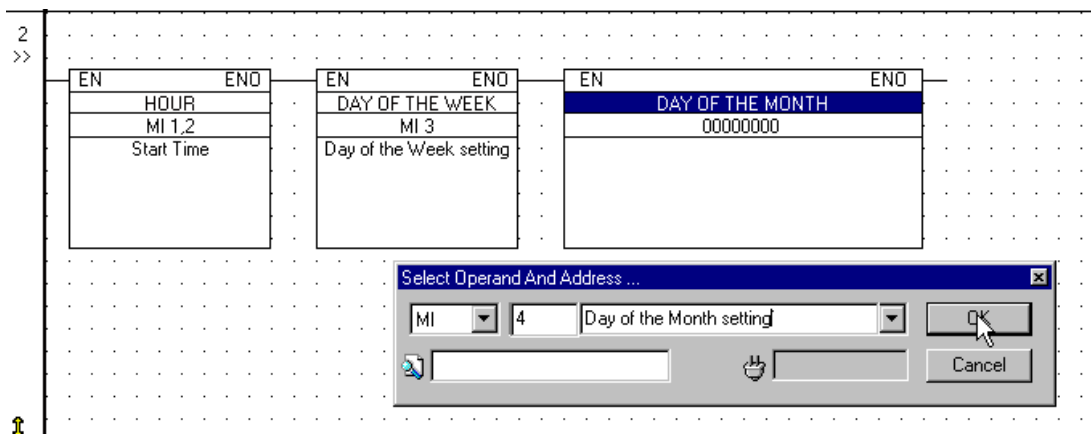 2
>>
EN ENO EN ENO EN ENO
HOUR DAY OF THE WEEK DAY OF THE MONTH
MI 1,2 MI 3 00000000
Start Time Day of the Week setting
Select Operand And Address ...
MI 4 Day of the Month setting OK
Cancel